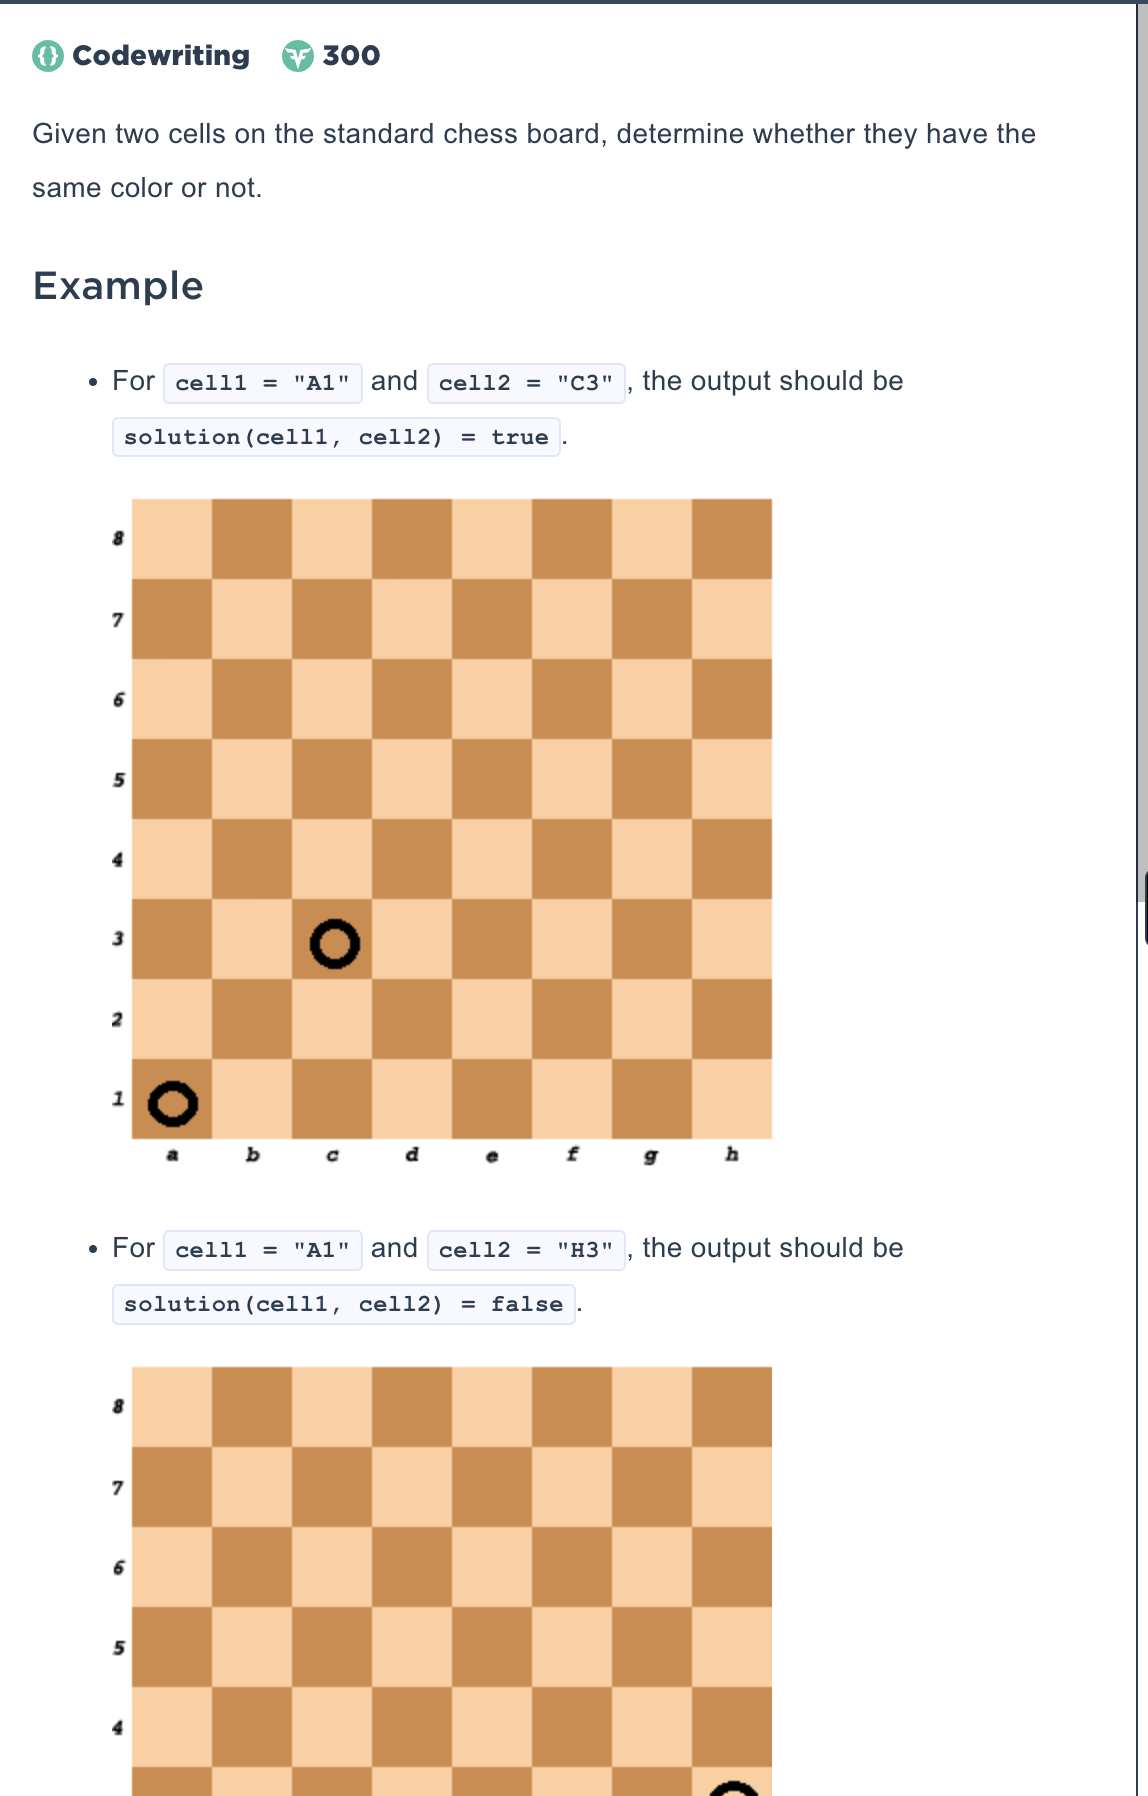 Codewriting 300
Given two cells on the standard chess board, determine whether they have the
same color or not.
Example
• For cell1 = "A1" and cell2 = "C3", the output should be
solution(cell1, cell2) = true.
8
7
6
5
4
3
2
1
a b c d e f g h
• For cell1 = "A1" and cell2 = "H3", the output should be
solution(cell1, cell2) = false.
8
7
6
5
4